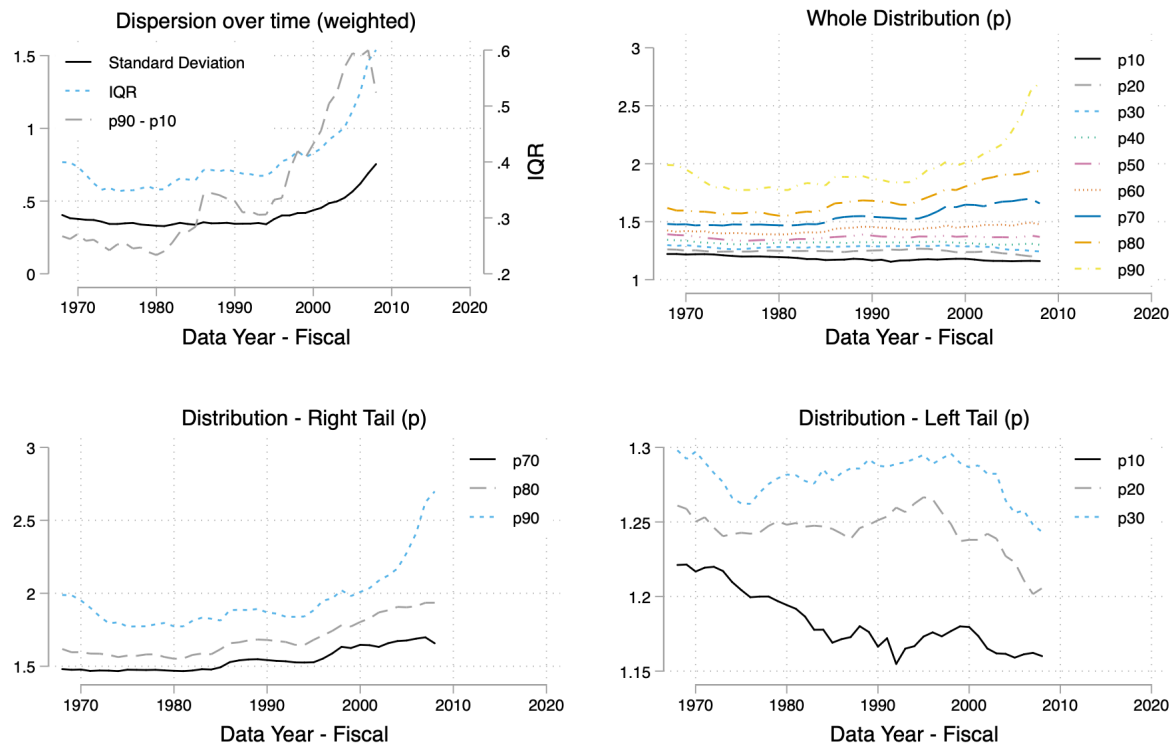 Dispersion over time (weighted)
1.5
1
.5
0
.6
.5
.4
.3
.2
IQR
Standard Deviation
IQR
p90 - p10
1970 1980 1990 2000 2010 2020
Data Year - Fiscal
Whole Distribution (p)
3
2.5
2
1.5
1
p10
p20
p30
p40
p50
p60
p70
p80
p90
1970 1980 1990 2000 2010 2020
Data Year - Fiscal
Distribution - Right Tail (p)
3
2.5
2
1.5
p70
p80
p90
1970 1980 1990 2000 2010 2020
Data Year - Fiscal
Distribution - Left Tail (p)
1.3
1.25
1.2
1.15
p10
p20
p30
1970 1980 1990 2000 2010 2020
Data Year - Fiscal